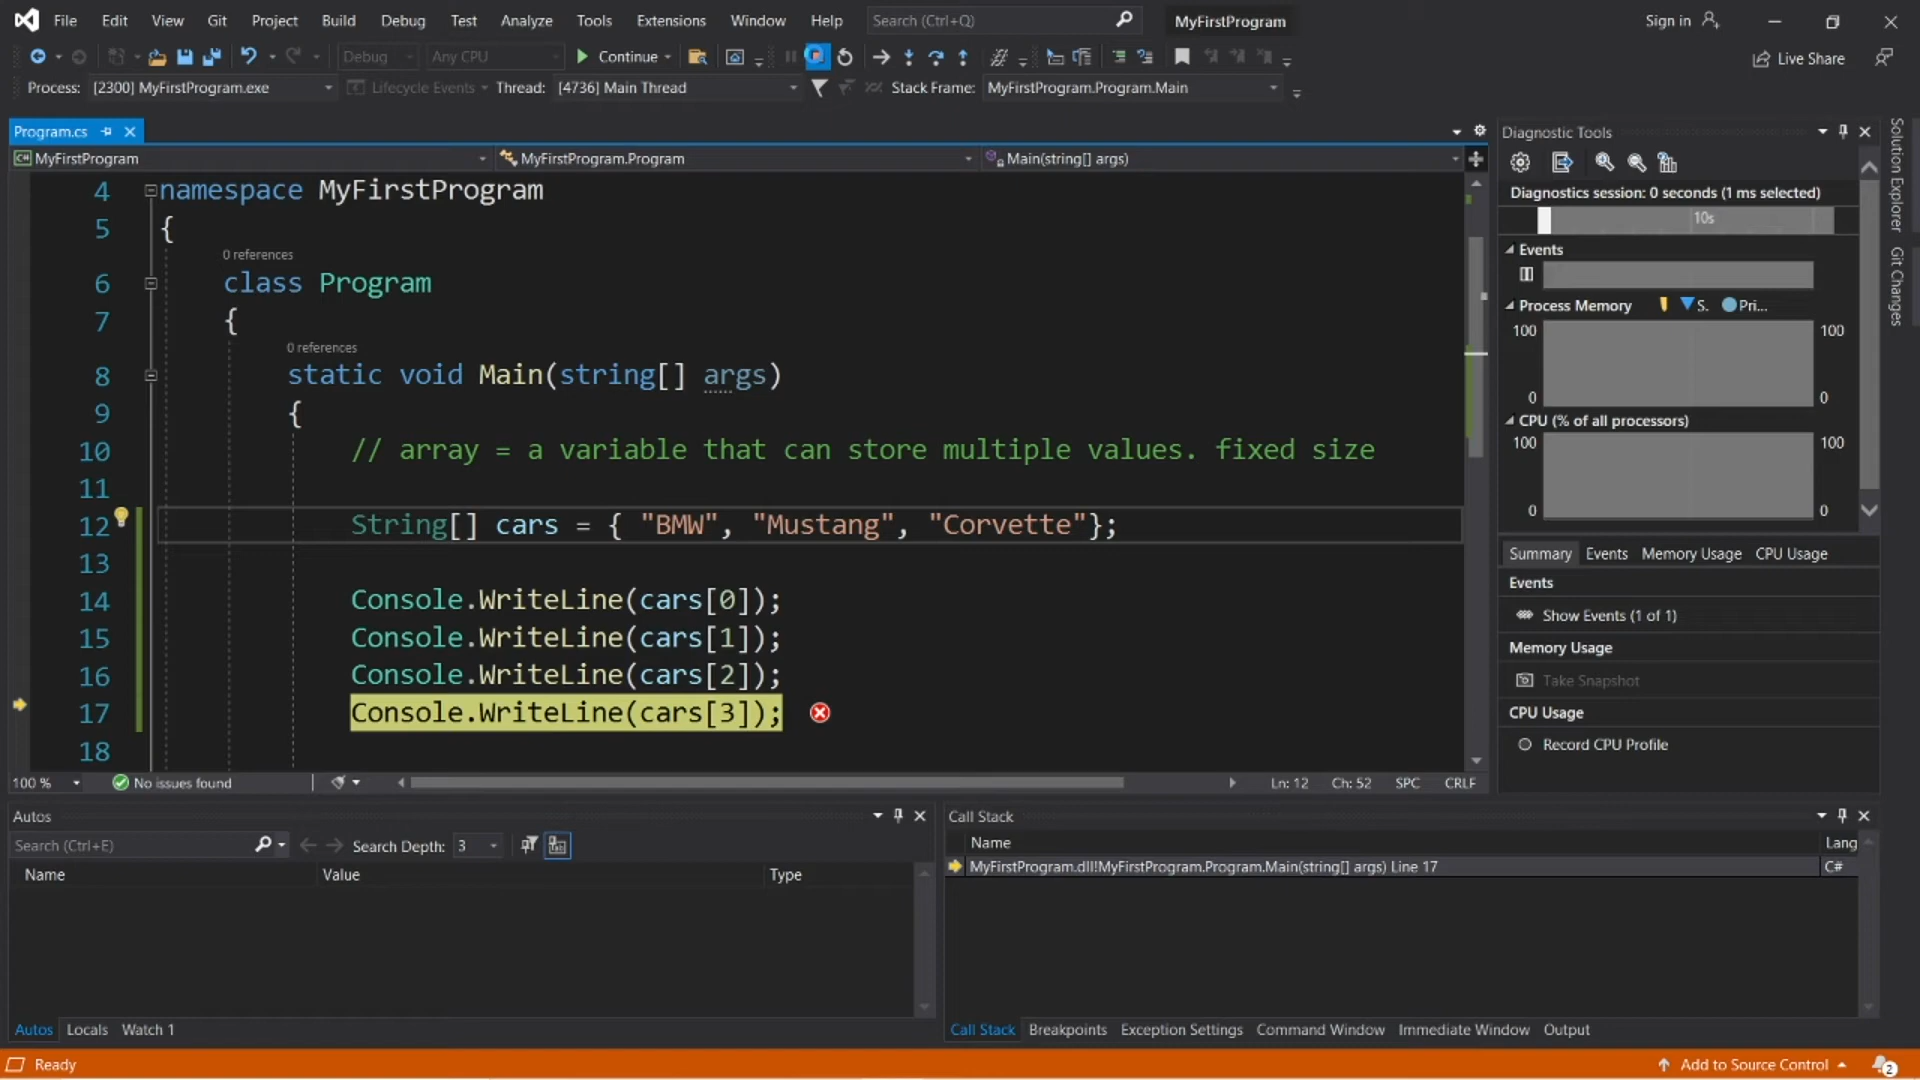 File Edit View Git Project Build Debug Test Analyze Tools Extensions Window Help Search (Ctrl+Q) MyFirstProgram Sign in
Debug Any CPU Continue Live Share
Process: [2300] MyFirstProgram.exe Lifecycle Events Thread: [4736] Main Thread Stack Frame: MyFirstProgram.Program.Main
Program.cs
MyFirstProgram MyFirstProgram.Program Main(string[] args)
4 namespace MyFirstProgram
5 {
0 references
6 class Program
7 {
0 references
8 static void Main(string[] args)
9 {
10 // array = a variable that can store multiple values. fixed size
11
12 String[] cars = { "BMW", "Mustang", "Corvette"};
13
14 Console.WriteLine(cars[0]);
15 Console.WriteLine(cars[1]);
16 Console.WriteLine(cars[2]);
17 Console.WriteLine(cars[3]);
18
100 % No issues found Ln: 12 Ch: 52 SPC CRLF
Diagnostic Tools
Diagnostics session: 0 seconds (1 ms selected)
10s
Events
Process Memory S. Pri...
100 100
0 0
CPU (% of all processors)
100 100
0 0
Summary Events Memory Usage CPU Usage
Events
Show Events (1 of 1)
Memory Usage
Take Snapshot
CPU Usage
Record CPU Profile
Solution Explorer
Git Changes
Autos
Search (Ctrl+E) Search Depth: 3
Name Value Type
Autos Locals Watch 1
Call Stack
Name Lang
MyFirstProgram.dll!MyFirstProgram.Program.Main(string[] args) Line 17 C#
Call Stack Breakpoints Exception Settings Command Window Immediate Window Output
Ready Add to Source Control 2